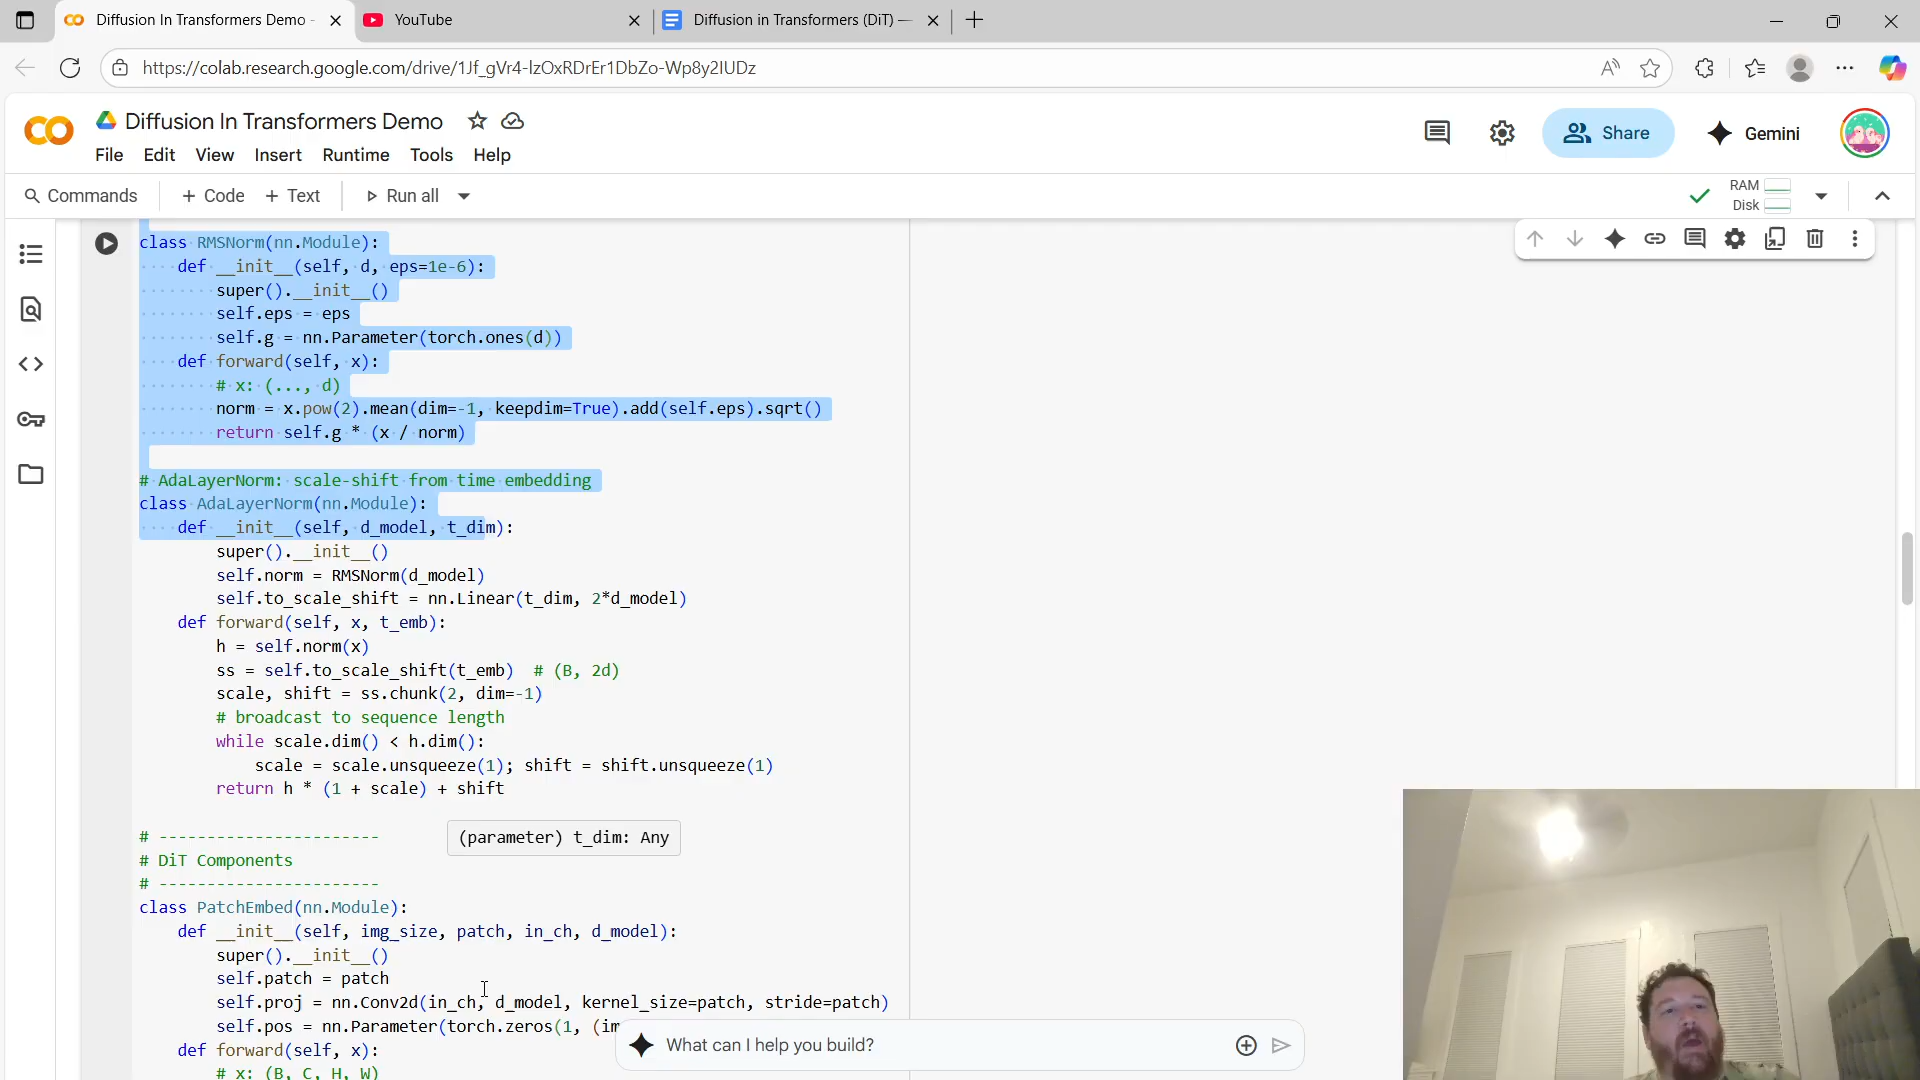 Diffusion In Transformers Demo -
YouTube
Diffusion in Transformers (DiT) —
https://colab.research.google.com/drive/1Jf_gVr4-lzOxRDrEr1DbZo-Wp8y2IUDz
Diffusion In Transformers Demo
Share
Gemini
File Edit View Insert Runtime Tools Help
Commands + Code + Text Run all
RAM
Disk
class RMSNorm(nn.Module):
def __init__(self, d, eps=1e-6):
super().__init__()
self.eps = eps
self.g = nn.Parameter(torch.ones(d))
def forward(self, x):
# x: (..., d)
norm = x.pow(2).mean(dim=-1, keepdim=True).add(self.eps).sqrt()
return self.g * (x / norm)
# AdaLayerNorm: scale-shift from time embedding
class AdaLayerNorm(nn.Module):
def __init__(self, d_model, t_dim):
super().__init__()
self.norm = RMSNorm(d_model)
self.to_scale_shift = nn.Linear(t_dim, 2*d_model)
def forward(self, x, t_emb):
h = self.norm(x)
ss = self.to_scale_shift(t_emb) # (B, 2d)
scale, shift = ss.chunk(2, dim=-1)
# broadcast to sequence length
while scale.dim() < h.dim():
scale = scale.unsqueeze(1); shift = shift.unsqueeze(1)
return h * (1 + scale) + shift
# -----------------------
(parameter) t_dim: Any
# DiT Components
# -----------------------
class PatchEmbed(nn.Module):
def __init__(self, img_size, patch, in_ch, d_model):
super().__init__()
self.patch = patch
self.proj = nn.Conv2d(in_ch, d_model, kernel_size=patch, stride=patch)
self.pos = nn.Parameter(torch.zeros(1, (im
What can I help you build?
def forward(self, x):
# x: (B, C, H, W)